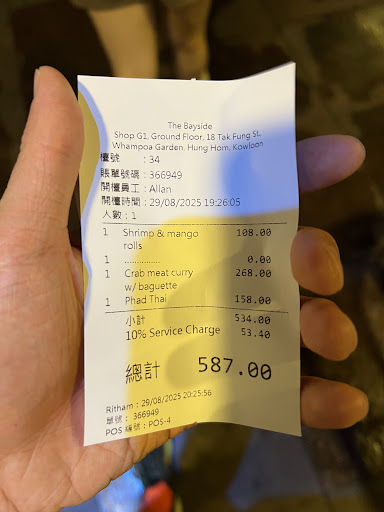 The Bayside
Shop G1, Ground Floor, 18 Tak Fung St,
Whampoa Garden, Hung Hom, Kowloon
檯號 : 34
賬單號碼 : 366949
開檯員工 : Allan
開檯時間 : 29/08/2025 19:26:05
人數 : 1
1 Shrimp & mango 108.00
rolls
1 .............. 0.00
1 Crab meat curry 268.00
w/ baguette
1 Phad Thai 158.00
小計 534.00
10% Service Charge 53.40
總計 587.00
Ritham : 29/08/2025 20:25:56
單號 : 366949
POS 編號 : POS-4